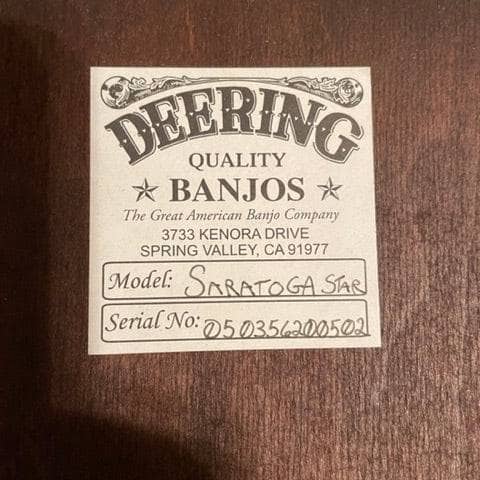 DEERING
QUALITY
BANJOS
The Great American Banjo Company
3733 KENORA DRIVE
SPRING VALLEY, CA 91977
Model: SARATOGA STAR
Serial No: 050356200502